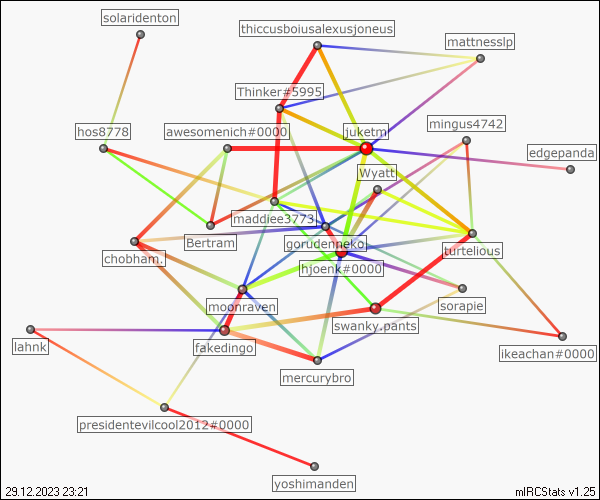 solaridenton
thiccusboiusalexusjoneus
mattnesslp
Thinker#5995
hos8778
awesomenich#0000
juketm
mingus4742
edgepanda
Wyatt
maddiee3773
Bertram
gorudo_neko.
turtelious
chobham.
hjoenk#0000
moonraven
sorapie
swanky.pants
lahnk
fakedingo
ikeachan#0000
mercurybro
presidentevilcool2012#0000
yoshimanden
29.12.2023 23:21
mIRCStats v1.25